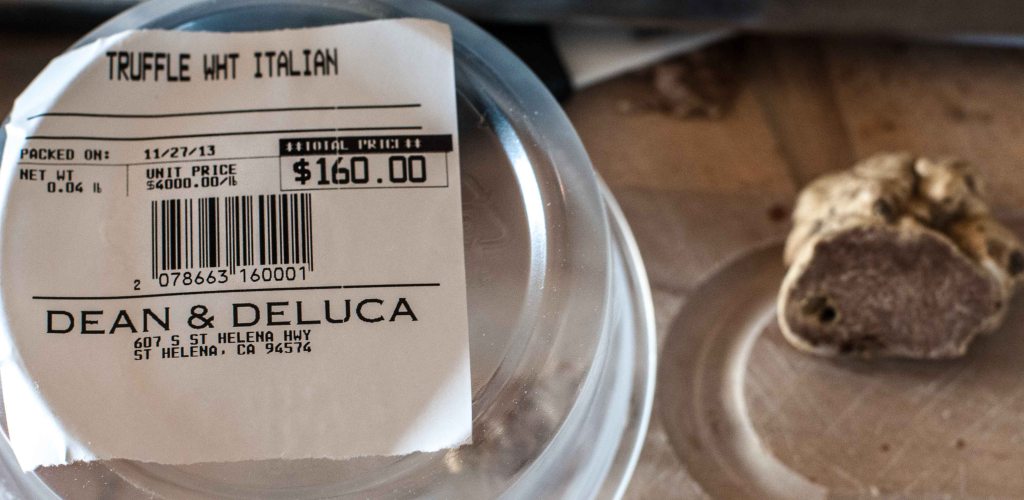 TRUFFLE WHT ITALIAN
PACKED ON: 11/27/13
**TOTAL PRICE**
NET WT
0.04 lb
UNIT PRICE
$4000.00/lb
$160.00
2 078663 160001
DEAN & DELUCA
607 S ST HELENA HWY
ST HELENA, CA 94574